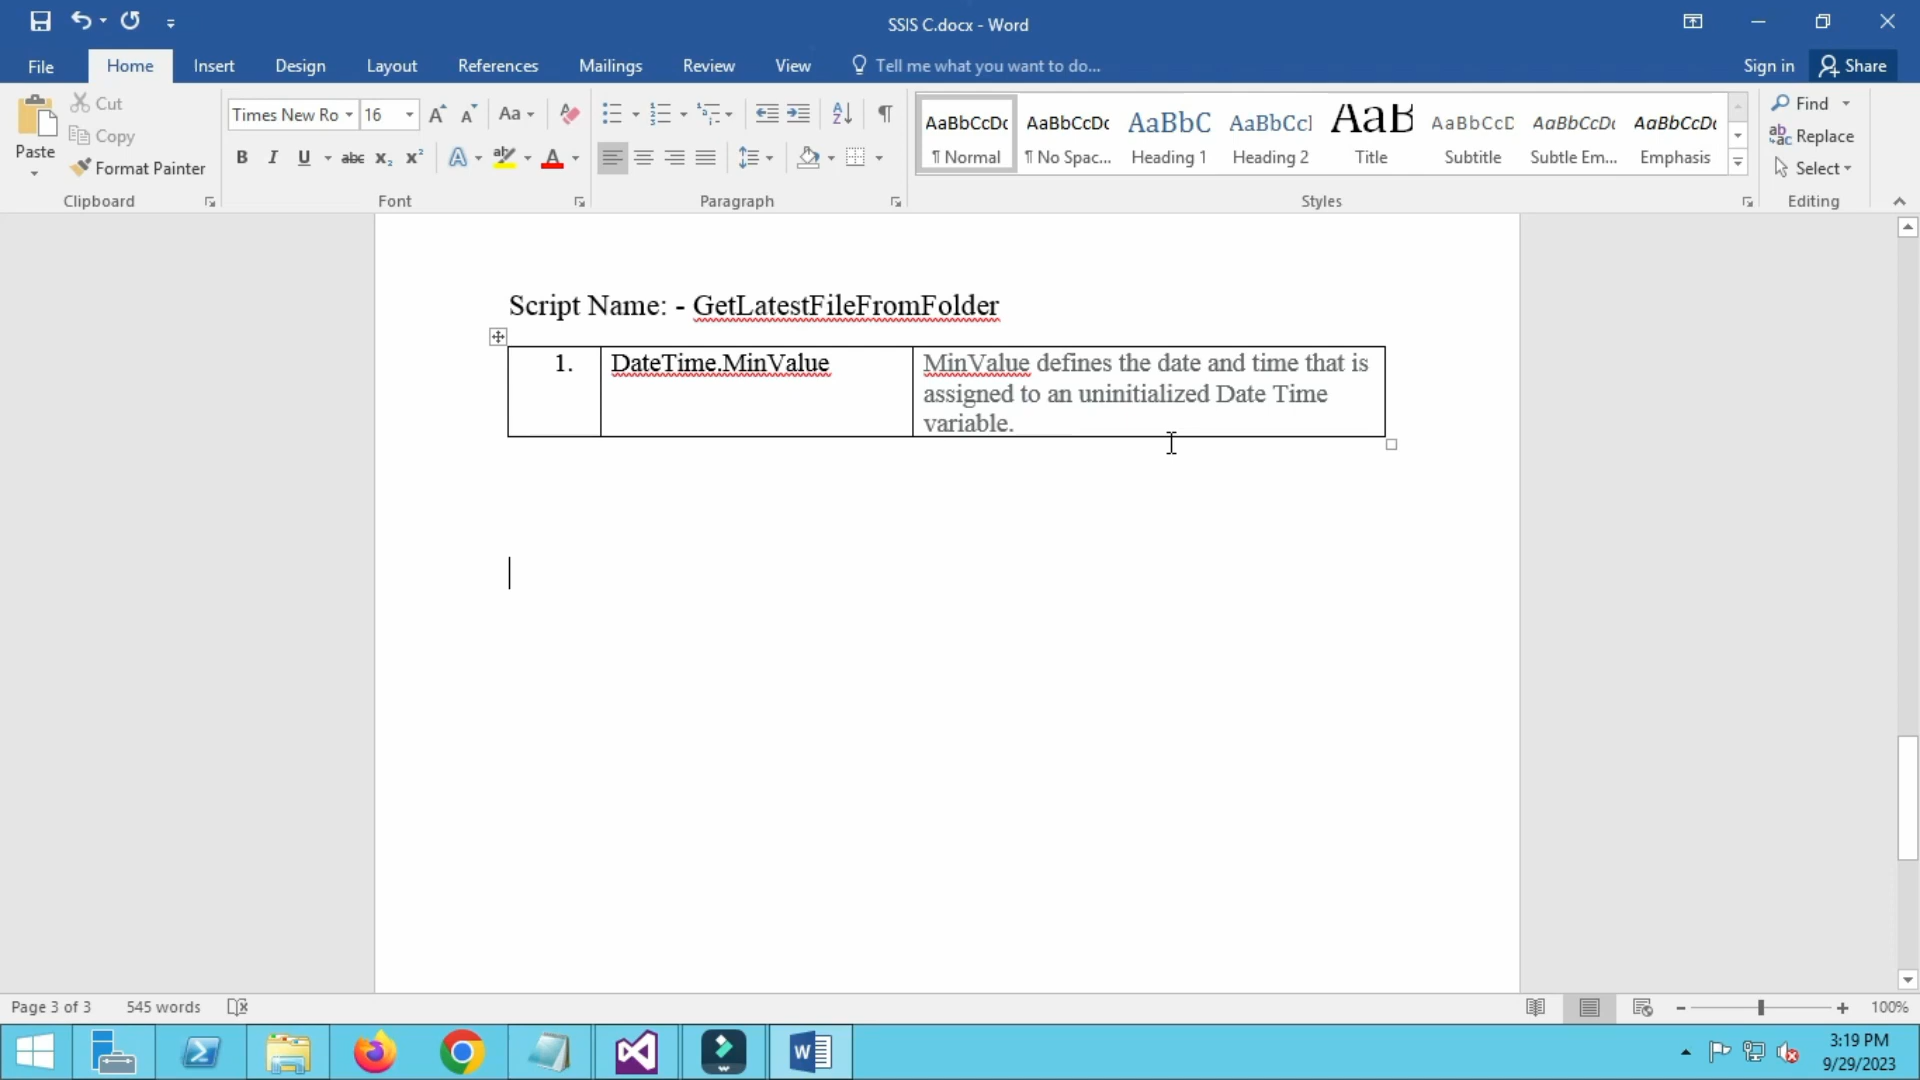 SSIS C.docx - Word
File Home Insert Design Layout References Mailings Review View Tell me what you want to do... Sign in Share
Paste
Cut
Copy
Format Painter
Clipboard
Times New Ro 16
Font
Paragraph
AaBbCcDc AaBbCcDc AaBbC AaBbCcl AaB AaBbCcD AaBbCcDc AaBbCcDc
¶ Normal ¶ No Spac... Heading 1 Heading 2 Title Subtitle Subtle Em... Emphasis
Styles
Find
Replace
Select
Editing
Script Name: - GetLatestFileFromFolder
1. DateTime.MinValue MinValue defines the date and time that is
assigned to an uninitialized Date Time
variable.
Page 3 of 3 545 words 100%
3:19 PM
9/29/2023